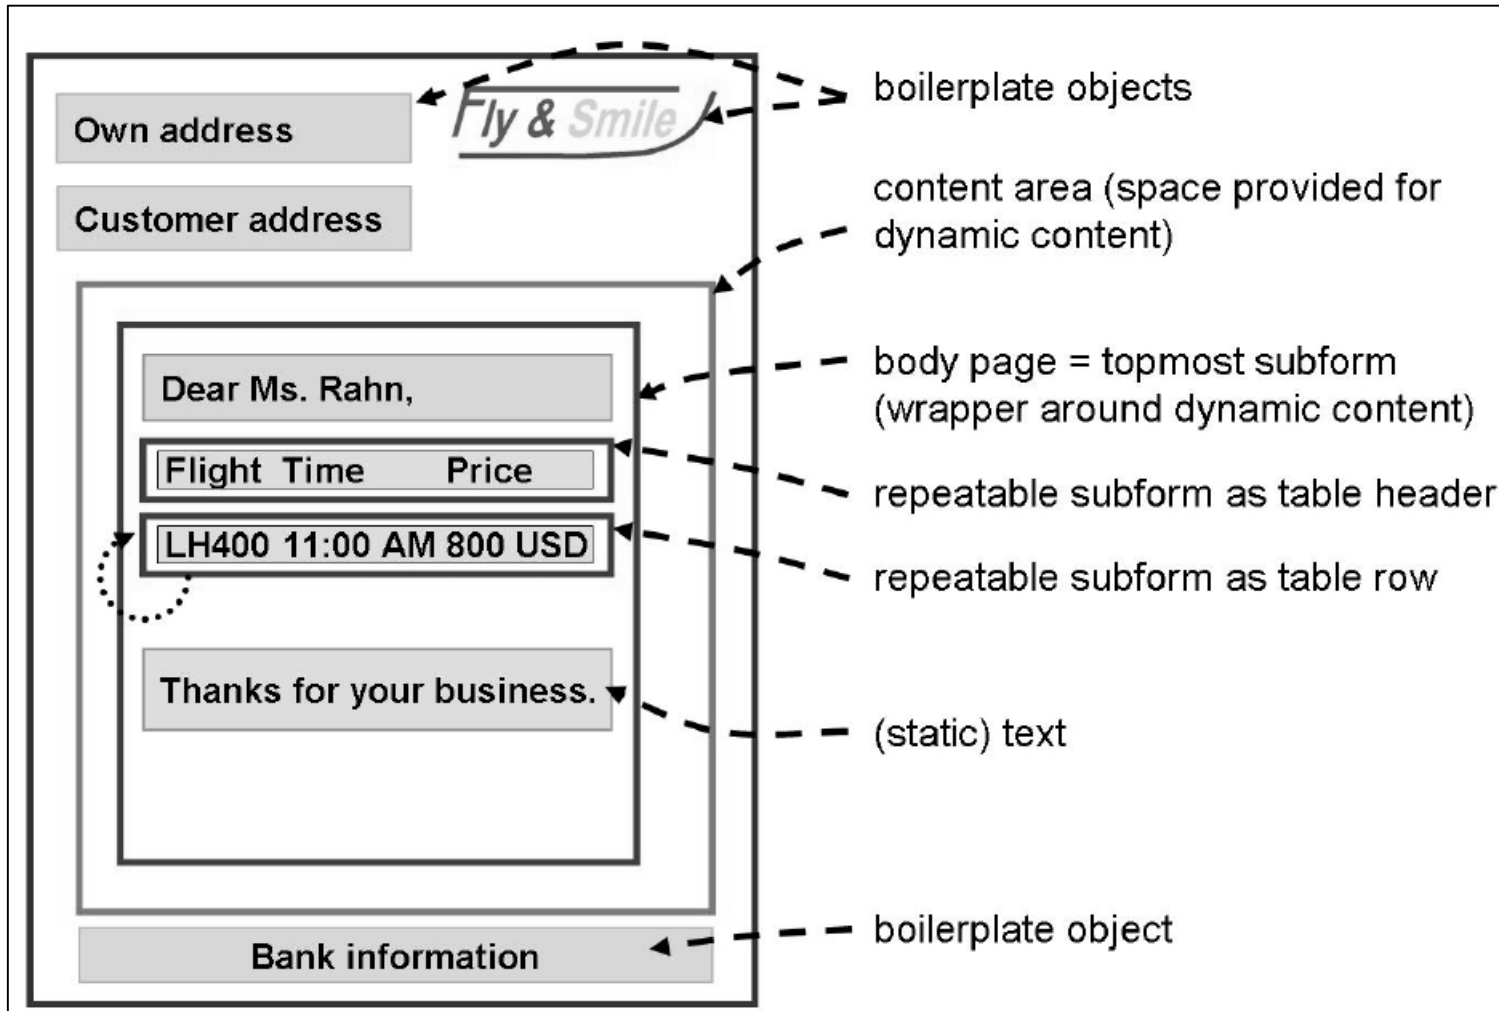 Own address
Fly & Smile
Customer address
Dear Ms. Rahn,
Flight Time Price
LH400 11:00 AM 800 USD
Thanks for your business.
Bank information
boilerplate objects
content area (space provided for
dynamic content)
body page = topmost subform
(wrapper around dynamic content)
repeatable subform as table header
repeatable subform as table row
(static) text
boilerplate object